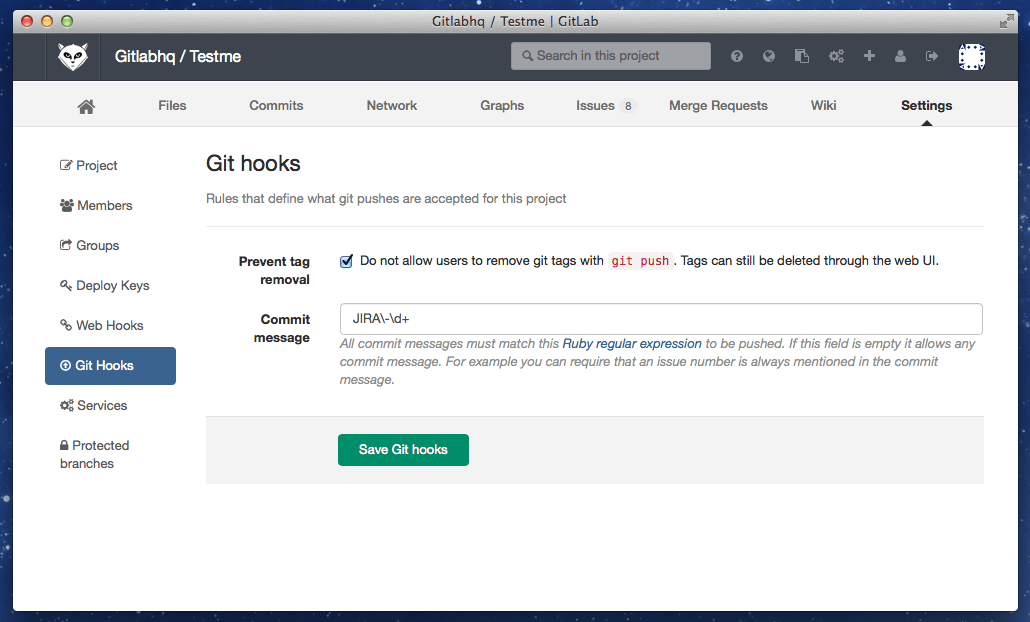 Gitlabhq / Testme | GitLab
Gitlabhq / Testme
Search in this project
Files
Commits
Network
Graphs
Issues 8
Merge Requests
Wiki
Settings
Project
Members
Groups
Deploy Keys
Web Hooks
Git Hooks
Services
Protected
branches
Git hooks
Rules that define what git pushes are accepted for this project
Prevent tag
removal
Do not allow users to remove git tags with git push. Tags can still be deleted through the web UI.
Commit
message
JIRA\-\d+
All commit messages must match this Ruby regular expression to be pushed. If this field is empty it allows any
commit message. For example you can require that an issue number is always mentioned in the commit
message.
Save Git hooks